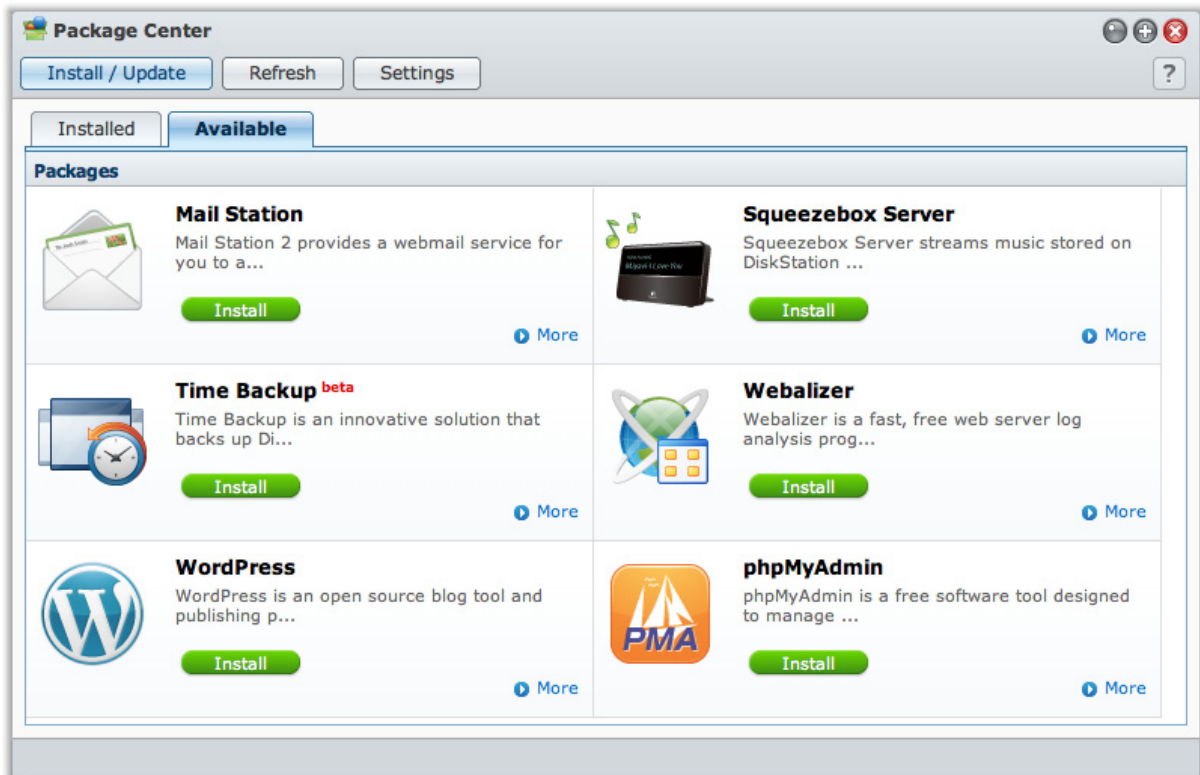 Package Center
Install / Update
Refresh
Settings
?
Installed
Available
Packages
Mail Station
Mail Station 2 provides a webmail service for
you to a...
Install
More
Squeezebox Server
Squeezebox Server streams music stored on
DiskStation ...
Install
More
Time Backup beta
Time Backup is an innovative solution that
backs up Di...
Install
More
Webalizer
Webalizer is a fast, free web server log
analysis prog...
Install
More
WordPress
WordPress is an open source blog tool and
publishing p...
Install
More
PMA
phpMyAdmin
phpMyAdmin is a free software tool designed
to manage ...
Install
More